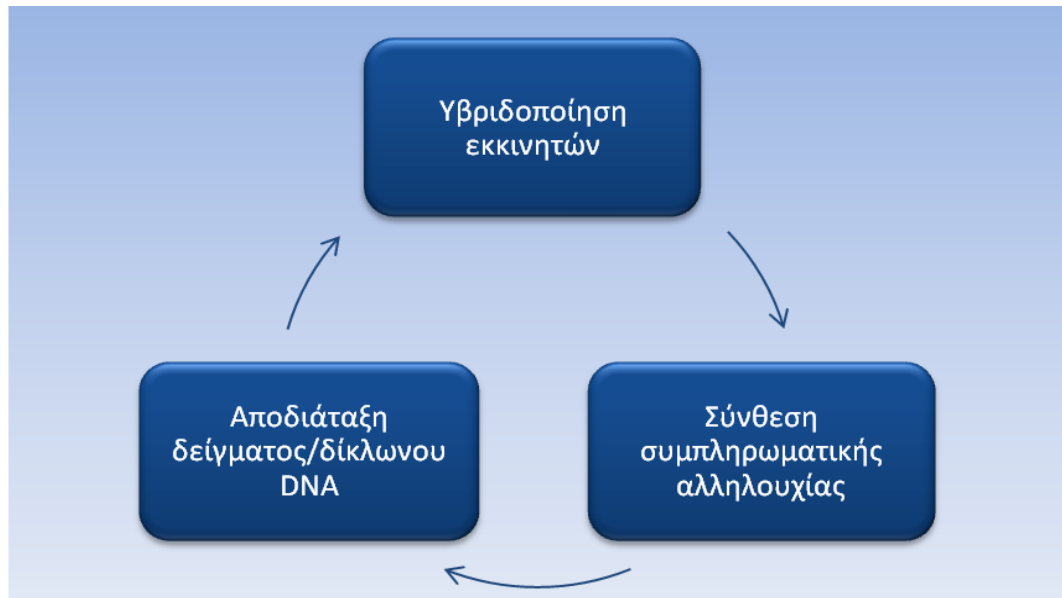 Υβριδοποίηση
εκκινητών
Αποδιάταξη
δείγματος/δίκλωνου
DNA
Σύνθεση
συμπληρωματικής
αλληλουχίας